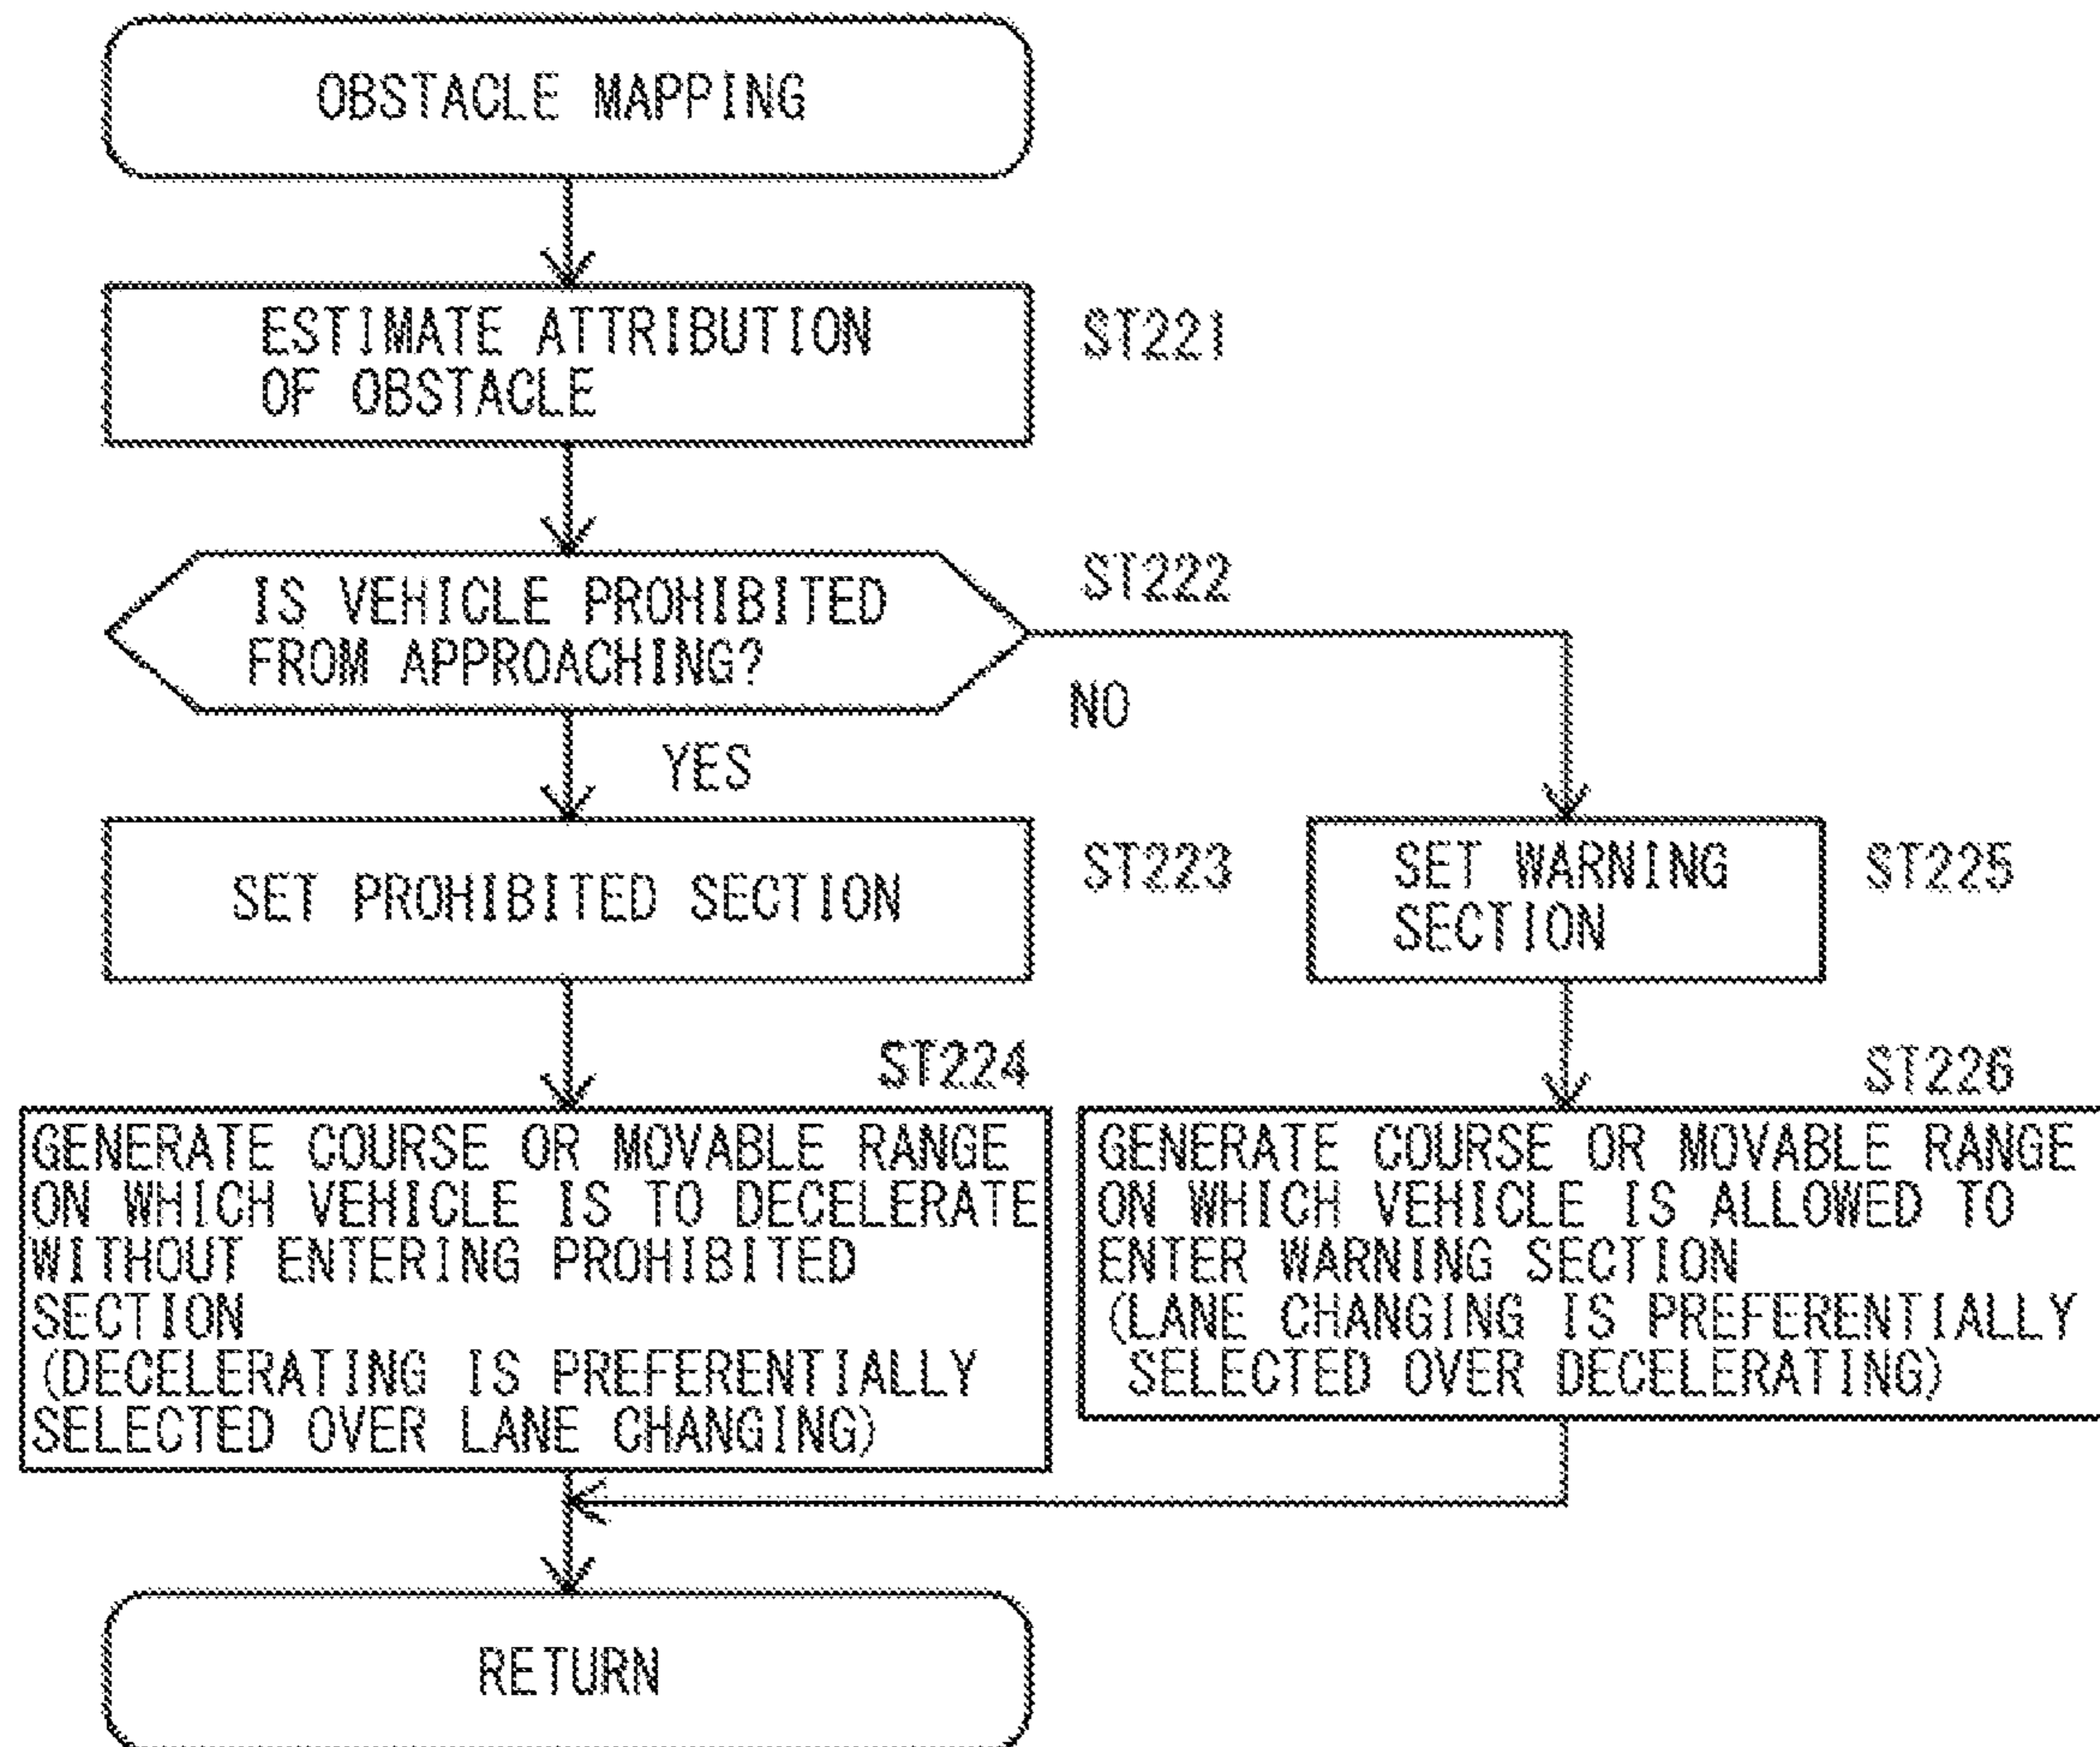 OBSTACLE MAPPING
ESTIMATE ATTRIBUTION
OF OBSTACLE
ST221
IS VEHICLE PROHIBITED
FROM APPROACHING?
ST222
NO
YES
SET PROHIBITED SECTION
ST223
SET WARNING
SECTION
ST225
ST224
GENERATE COURSE OR MOVABLE RANGE
ON WHICH VEHICLE IS TO DECELERATE
WITHOUT ENTERING PROHIBITED
SECTION
(DECELERATING IS PREFERENTIALLY
SELECTED OVER LANE CHANGING)
ST226
GENERATE COURSE OR MOVABLE RANGE
ON WHICH VEHICLE IS ALLOWED TO
ENTER WARNING SECTION
(LANE CHANGING IS PREFERENTIALLY
SELECTED OVER DECELERATING)
RETURN